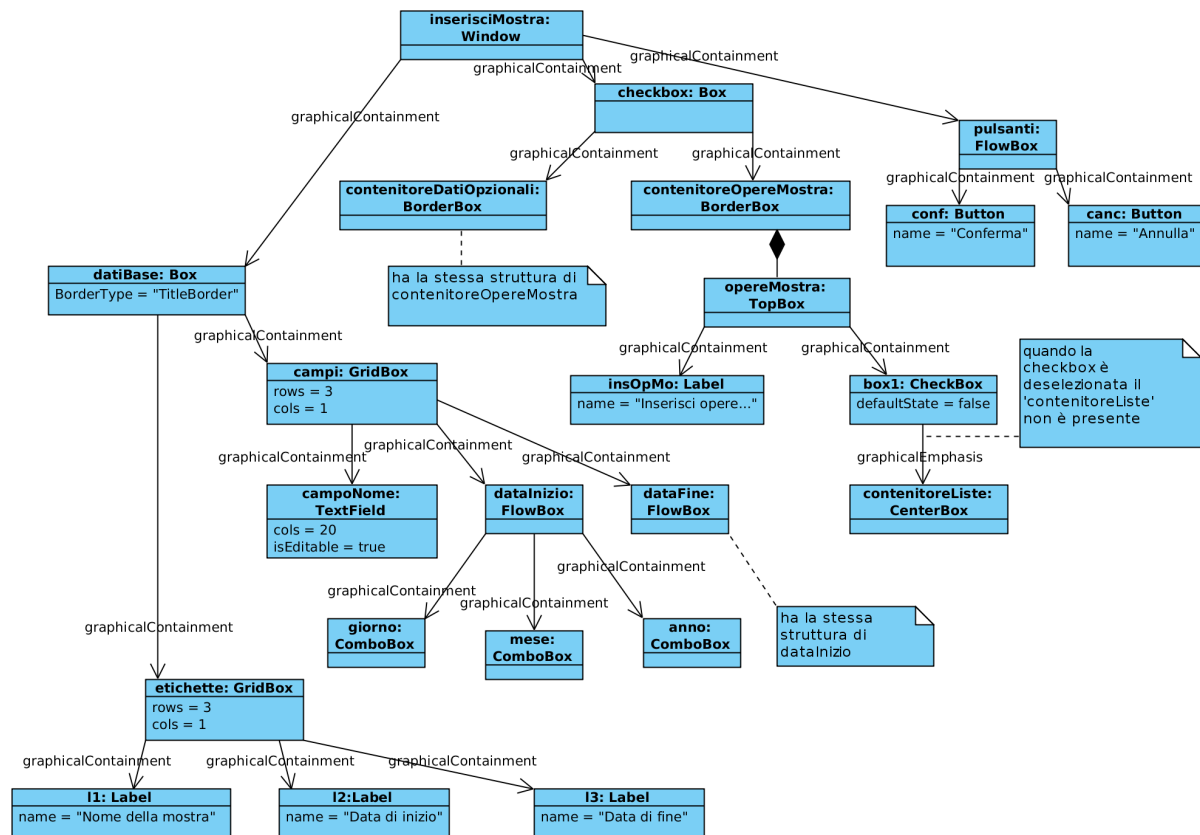 inserisciMostra:
Window
graphicalContainment
graphicalContainment
graphicalContainment
checkbox: Box
pulsanti:
FlowBox
graphicalContainment
graphicalContainment
graphicalContainment
graphicalContainment
contenitoreDatiOpzionali:
BorderBox
contenitoreOpereMostra:
BorderBox
conf: Button
name = "Conferma"
canc: Button
name = "Annulla"
datiBase: Box
BorderType = "TitleBorder"
ha la stessa struttura di
contenitoreOpereMostra
opereMostra:
TopBox
graphicalContainment
graphicalContainment
graphicalContainment
quando la
checkbox è
deselezionata il
'contenitoreListe'
non è presente
campi: GridBox
rows = 3
cols = 1
insOpMo: Label
name = "Inserisci opere..."
box1: CheckBox
defaultState = false
graphicalContainment
graphicalContainment
graphicalContainment
graphicalEmphasis
campoNome:
TextField
cols = 20
isEditable = true
dataInizio:
FlowBox
dataFine:
FlowBox
contenitoreListe:
CenterBox
graphicalContainment
graphicalContainment
graphicalContainment
giorno:
ComboBox
mese:
ComboBox
anno:
ComboBox
ha la stessa
struttura di
dataInizio
graphicalContainment
etichette: GridBox
rows = 3
cols = 1
graphicalContainment
graphicalContainment
graphicalContainment
l1: Label
name = "Nome della mostra"
l2:Label
name = "Data di inizio"
l3: Label
name = "Data di fine"